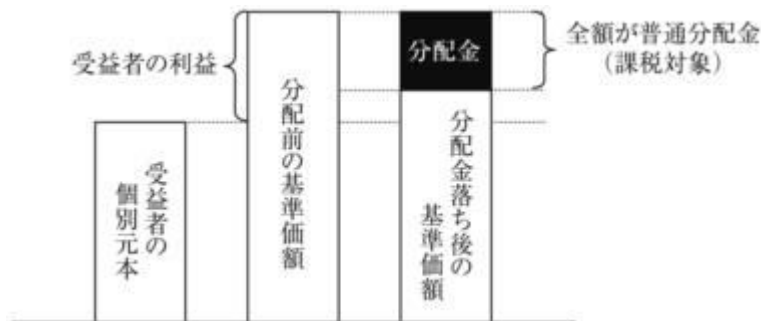 受益者の利益
分配金
全額が普通分配金
（課税対象）
受益者の
個別元本
分配前の基準価額
分配金落ち後の
基準価額